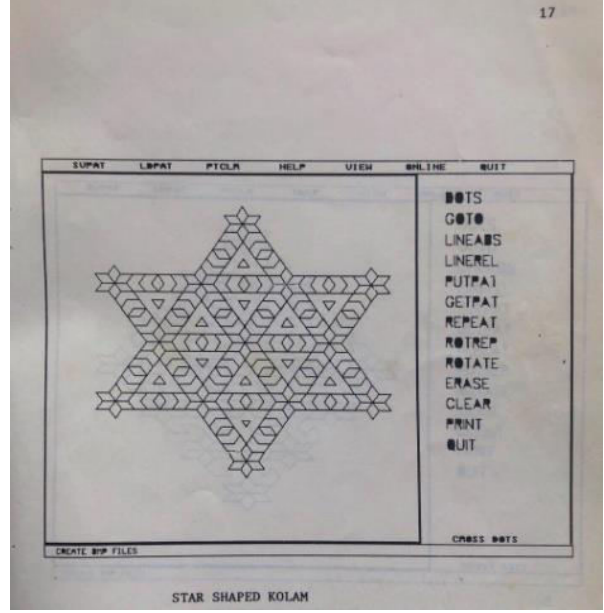 17
SVPAT LDPAT PTCLR HELP VIEW ONLINE QUIT
DOTS
GOTO
LINEABS
LINEREL
PUTPAT
GETPAT
REPEAT
ROTREP
ROTATE
ERASE
CLEAR
PRINT
QUIT
CROSS DOTS
CREATE BMP FILES
STAR SHAPED KOLAM